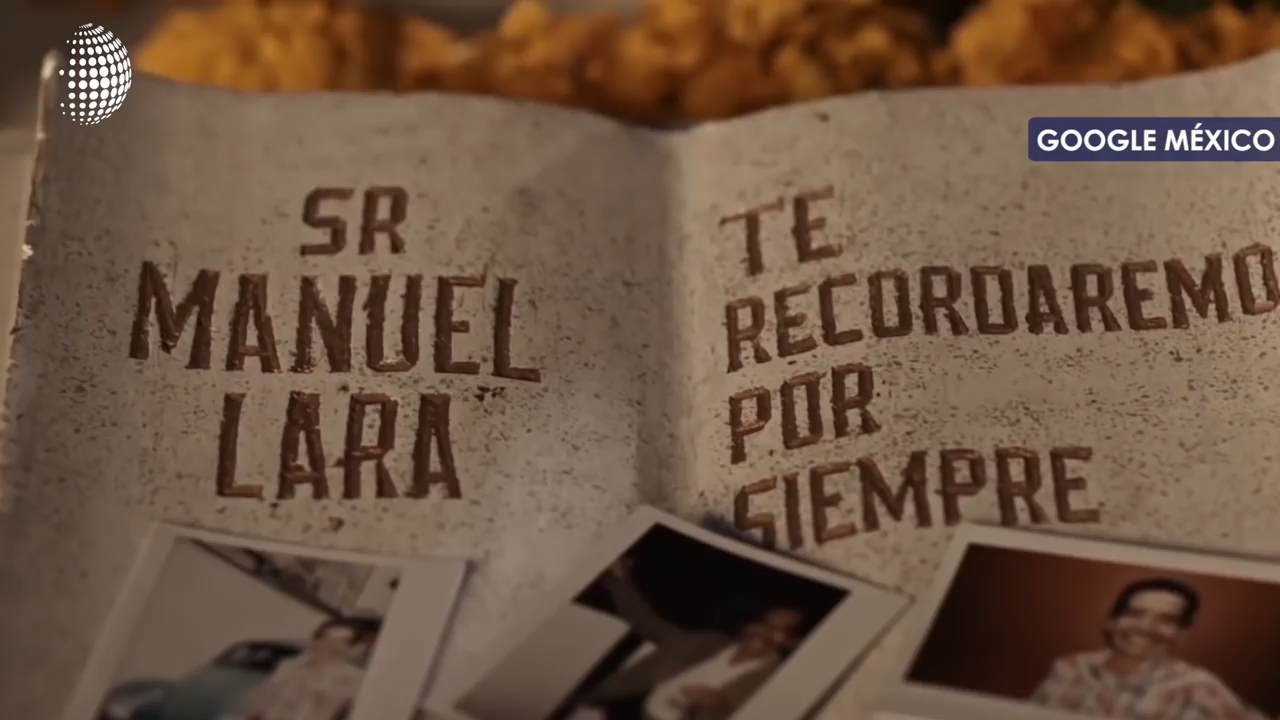 GOOGLE MÉXICO
SR
MANUEL
LARA
TE
RECORDAREMO
POR
SIEMPRE